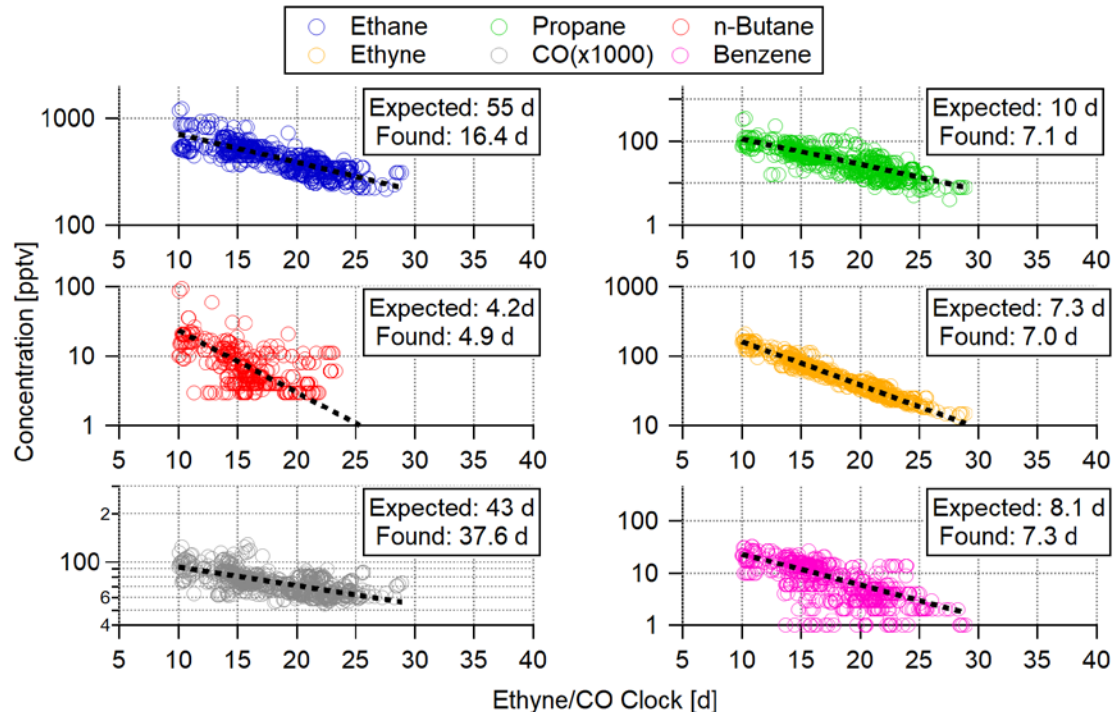 Ethane Propane n-Butane
Ethyne CO(x1000) Benzene
Concentration [pptv]
1000
100
Expected: 55 d
Found: 16.4 d
5 10 15 20 25 30 35 40
100
1
Expected: 10 d
Found: 7.1 d
5 10 15 20 25 30 35 40
100
10
1
Expected: 4.2d
Found: 4.9 d
5 10 15 20 25 30 35 40
1000
100
10
Expected: 7.3 d
Found: 7.0 d
5 10 15 20 25 30 35 40
2
100
6
4
Expected: 43 d
Found: 37.6 d
5 10 15 20 25 30 35 40
100
10
1
Expected: 8.1 d
Found: 7.3 d
5 10 15 20 25 30 35 40
Ethyne/CO Clock [d]